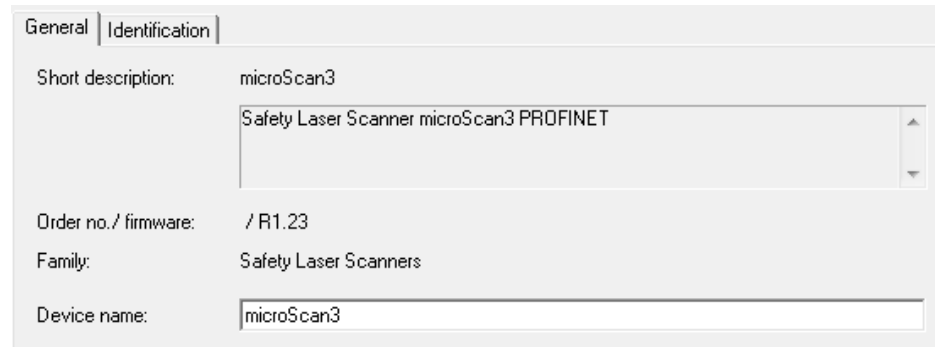 General Identification
Short description: microScan3
Safety Laser Scanner microScan3 PROFINET
Order no./ firmware: / R1.23
Family: Safety Laser Scanners
Device name: microScan3